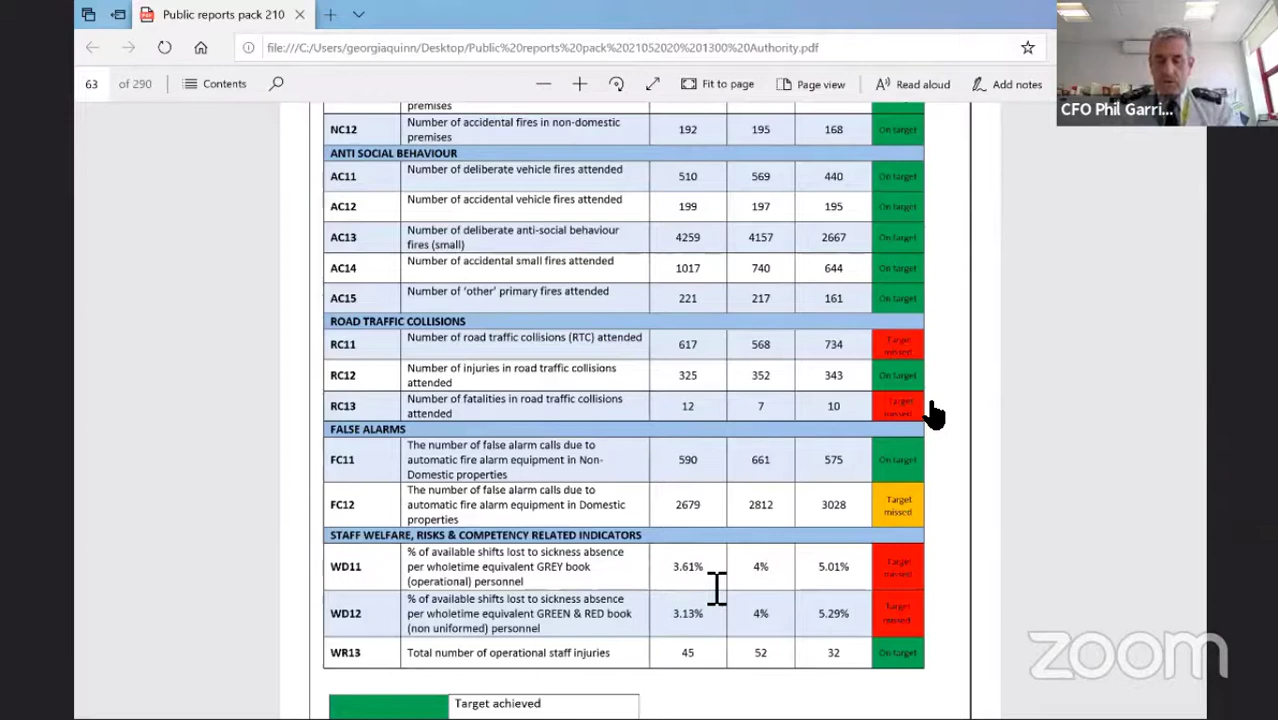 Public reports pack 210
file:///C:/Users/georgiaquinn/Desktop/Public%20reports%20pack%2021052020%201300%20Authority.pdf
63 of 290 Contents Fit to page Page view Read aloud Add notes
CFO Phil Garri...
premises
NC12 Number of accidental fires in non-domestic premises 192 195 168 On target
ANTI SOCIAL BEHAVIOUR
AC11 Number of deliberate vehicle fires attended 510 569 440 On target
AC12 Number of accidental vehicle fires attended 199 197 195 On target
AC13 Number of deliberate anti-social behaviour fires (small) 4259 4157 2667 On target
AC14 Number of accidental small fires attended 1017 740 644 On target
AC15 Number of ‘other’ primary fires attended 221 217 161 On target
ROAD TRAFFIC COLLISIONS
RC11 Number of road traffic collisions (RTC) attended 617 568 734 Target missed
RC12 Number of injuries in road traffic collisions attended 325 352 343 On target
RC13 Number of fatalities in road traffic collisions attended 12 7 10 Target missed
FALSE ALARMS
FC11 The number of false alarm calls due to automatic fire alarm equipment in Non-Domestic properties 590 661 575 On target
FC12 The number of false alarm calls due to automatic fire alarm equipment in Domestic properties 2679 2812 3028 Target missed
STAFF WELFARE, RISKS & COMPETENCY RELATED INDICATORS
WD11 % of available shifts lost to sickness absence per wholetime equivalent GREY book (operational) personnel 3.61% 4% 5.01% Target missed
WD12 % of available shifts lost to sickness absence per wholetime equivalent GREEN & RED book (non uniformed) personnel 3.13% 4% 5.29% Target missed
WR13 Total number of operational staff injuries 45 52 32 On target
Target achieved
zoom